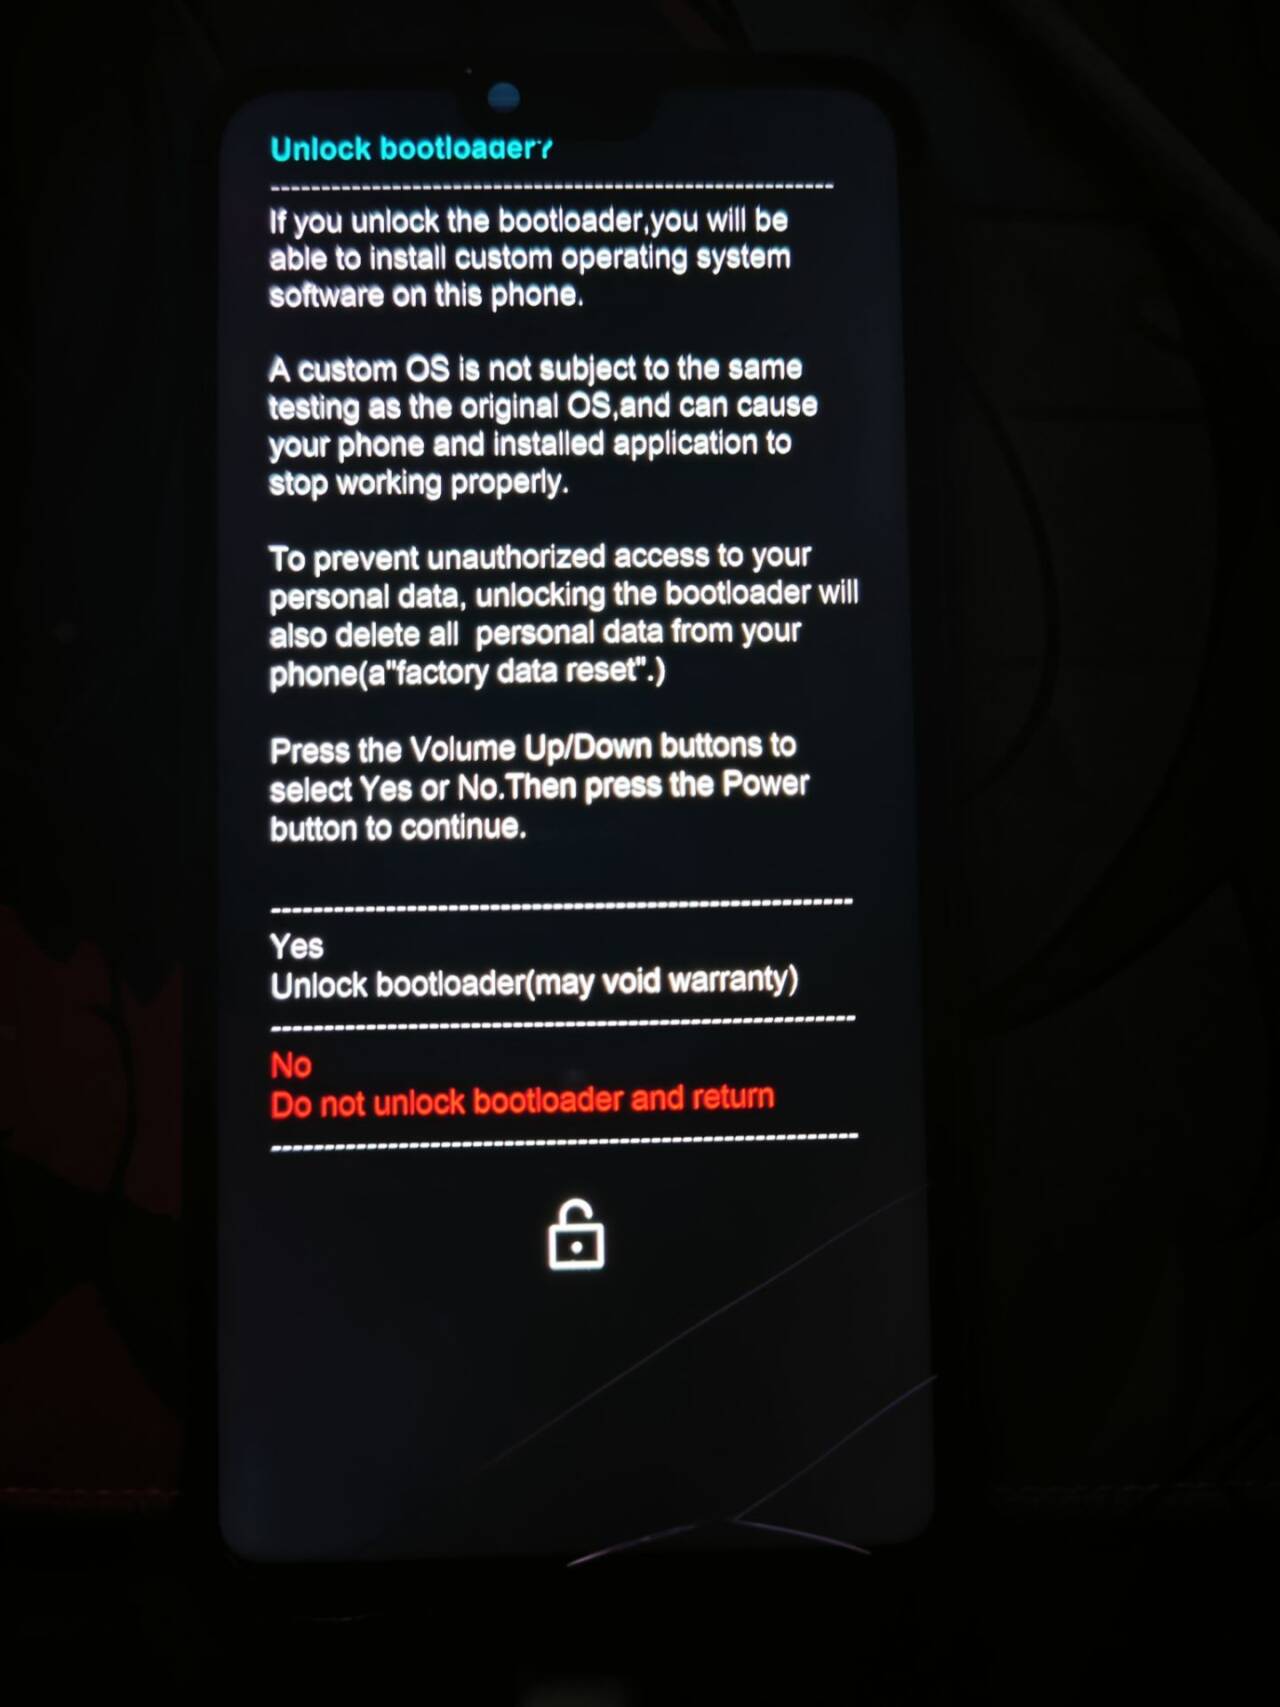 Unlock bootloader?
If you unlock the bootloader,you will be
able to install custom operating system
software on this phone.
A custom OS is not subject to the same
testing as the original OS,and can cause
your phone and installed application to
stop working properly.
To prevent unauthorized access to your
personal data, unlocking the bootloader will
also delete all  personal data from your
phone(a"factory data reset".)
Press the Volume Up/Down buttons to
select Yes or No.Then press the Power
button to continue.
Yes
Unlock bootloader(may void warranty)
No
Do not unlock bootloader and return